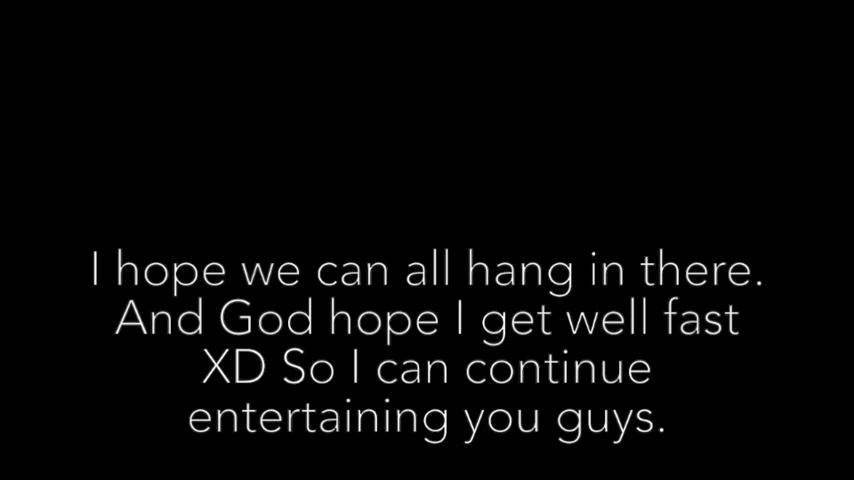 I hope we can all hang in there.
And God hope I get well fast
XD So I can continue
entertaining you guys.